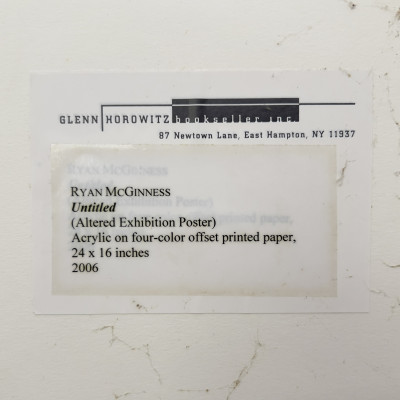 GLENN HOROWITZ bookseller inc.
87 Newtown Lane, East Hampton, NY 11937
RYAN MCGINNESS
Untitled
(Altered Exhibition Poster)
Acrylic on four-color offset printed paper,
24 x 16 inches
2006